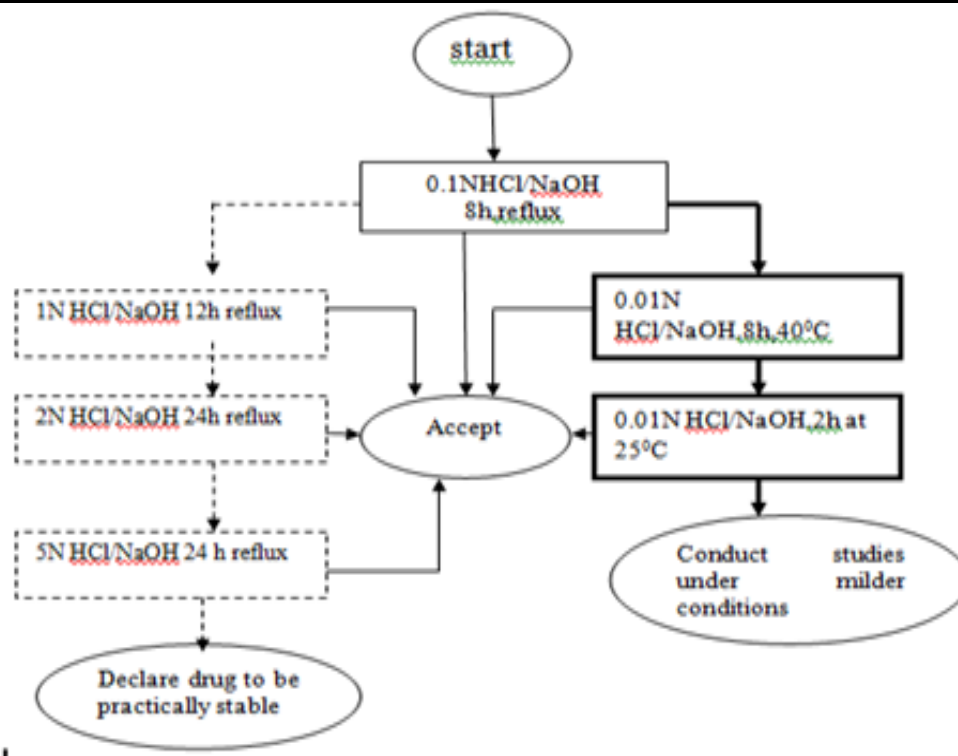 start
0.1NHCl/NaOH
8h,reflux
1N HCl/NaOH 12h reflux
0.01N
HCl/NaOH,8h,40⁰C
2N HCl/NaOH 24h reflux
Accept
0.01N HCl/NaOH,2h at
25⁰C
5N HCl/NaOH 24 h reflux
Conduct studies
under milder
conditions
Declare drug to be
practically stable